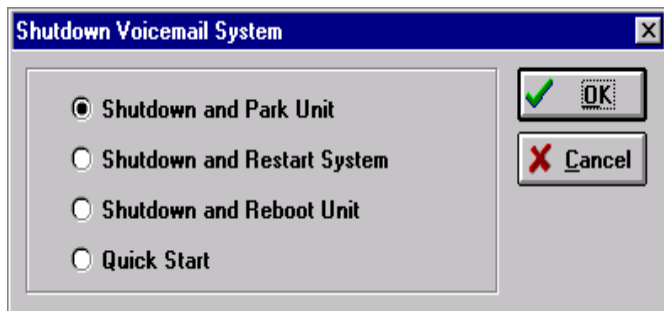 Shutdown Voicemail System
Shutdown and Park Unit
Shutdown and Restart System
Shutdown and Reboot Unit
Quick Start
OK
Cancel